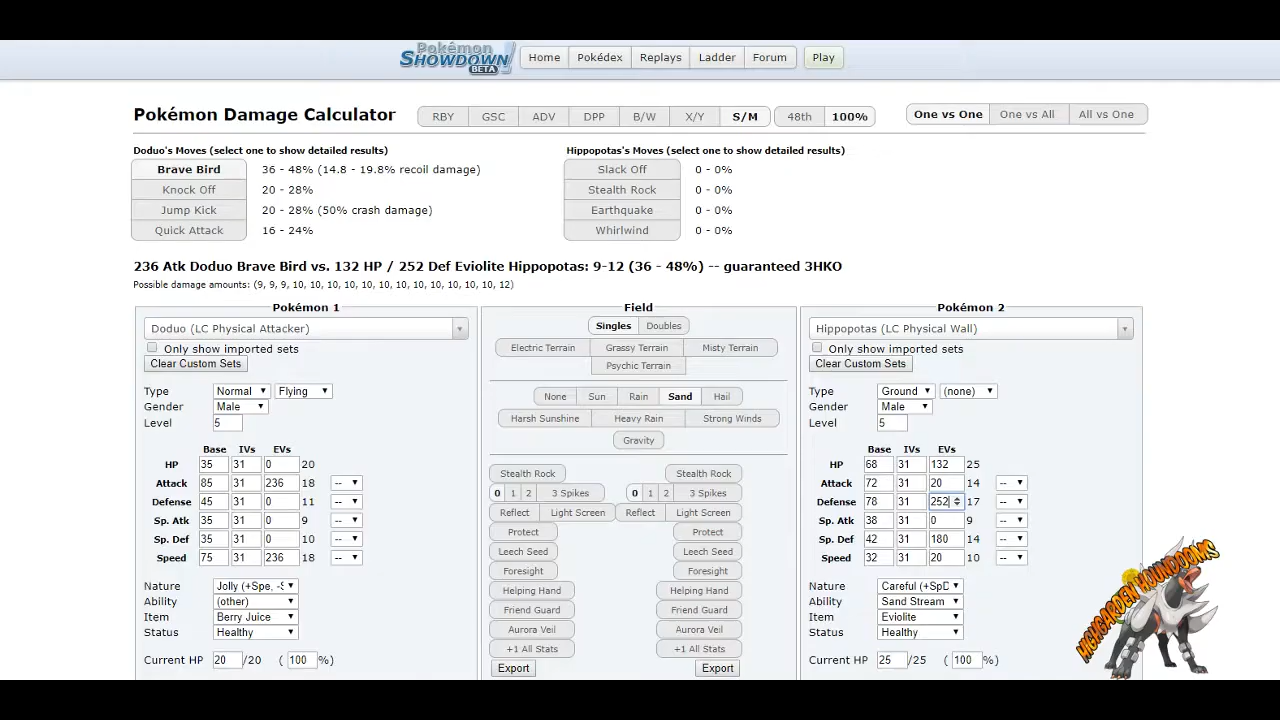 Pokémon
SHOWDOWN
BETA
Home Pokédex Replays Ladder Forum Play
Pokémon Damage Calculator RBY GSC ADV DPP B/W X/Y S/M 48th 100% One vs One One vs All All vs One
Doduo's Moves (select one to show detailed results) Hippopotas's Moves (select one to show detailed results)
Brave Bird 36 - 48% (14.8 - 19.8% recoil damage) Slack Off 0 - 0%
Knock Off 20 - 28% Stealth Rock 0 - 0%
Jump Kick 20 - 28% (50% crash damage) Earthquake 0 - 0%
Quick Attack 16 - 24% Whirlwind 0 - 0%
236 Atk Doduo Brave Bird vs. 132 HP / 252 Def Eviolite Hippopotas: 9-12 (36 - 48%) -- guaranteed 3HKO
Possible damage amounts: (9, 9, 9, 10, 10, 10, 10, 10, 10, 10, 10, 10, 10, 10, 10, 12)
Pokémon 1
Doduo (LC Physical Attacker)
Only show imported sets
Clear Custom Sets
Type Normal Flying
Gender Male
Level 5
Base IVs EVs
HP 35 31 0 20
Attack 85 31 236 18 --
Defense 45 31 0 11 --
Sp. Atk 35 31 0 9 --
Sp. Def 35 31 0 10 --
Speed 75 31 236 18 --
Nature Jolly (+Spe, -S
Ability (other)
Item Berry Juice
Status Healthy
Current HP 20 /20 ( 100 %)
Field
Singles Doubles
Electric Terrain Grassy Terrain Misty Terrain
Psychic Terrain
None Sun Rain Sand Hail
Harsh Sunshine Heavy Rain Strong Winds
Gravity
Stealth Rock Stealth Rock
0 1 2 3 Spikes 0 1 2 3 Spikes
Reflect Light Screen Reflect Light Screen
Protect Protect
Leech Seed Leech Seed
Foresight Foresight
Helping Hand Helping Hand
Friend Guard Friend Guard
Aurora Veil Aurora Veil
+1 All Stats +1 All Stats
Export Export
Pokémon 2
Hippopotas (LC Physical Wall)
Only show imported sets
Clear Custom Sets
Type Ground (none)
Gender Male
Level 5
Base IVs EVs
HP 68 31 132 25
Attack 72 31 20 14 --
Defense 78 31 252 17 --
Sp. Atk 38 31 0 9 --
Sp. Def 42 31 180 14 --
Speed 32 31 20 10 --
Nature Careful (+SpD
Ability Sand Stream
Item Eviolite
Status Healthy
Current HP 25 /25 ( 100 %)
HIGHGARDEN HOUNDOOMS